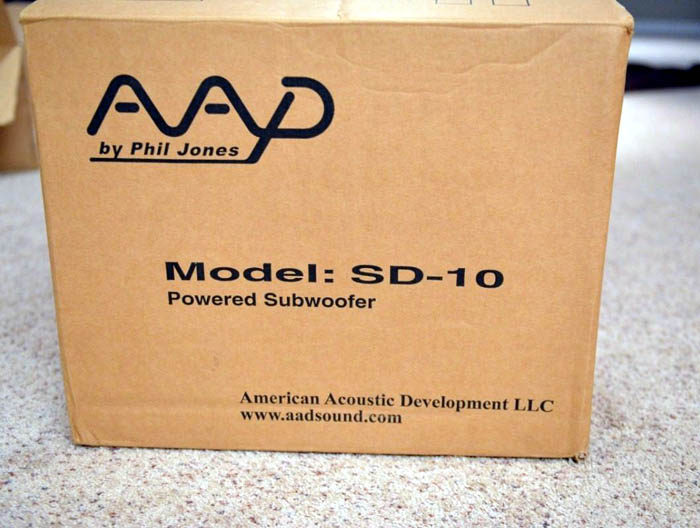 AAD
by Phil Jones
Model: SD-10
Powered Subwoofer
American Acoustic Development LLC
www.aadsound.com